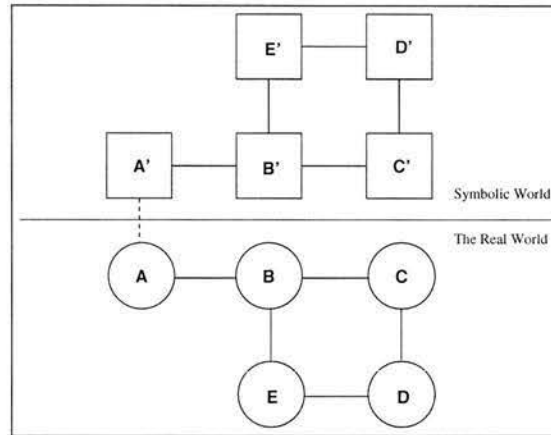 E' D'
A' B' C'
Symbolic World
The Real World
A B C
E D